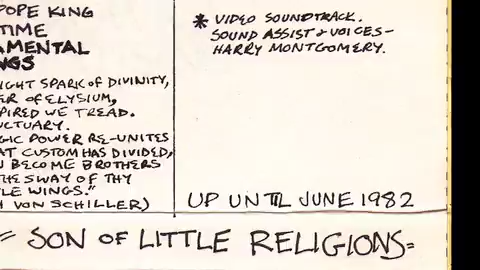 POPE KING
TIME
AMENTAL
NGS
IGHT SPARK OF DIVINITY,
ER OF ELYSIUM,
PIRED WE TREAD.
UCTUARY.
GIC POWER RE-UNITES
AT CUSTOM HAS DIVIDED,
N BECOME BROTHERS
THE SWAY OF THY
LE WINGS."
H VON SCHILLER)
* VIDEO SOUNDTRACK.
SOUND ASSIST & VOICES-
HARRY MONTGOMERY.
UP UNTIL JUNE 1982
= SON OF LITTLE RELIGIONS=